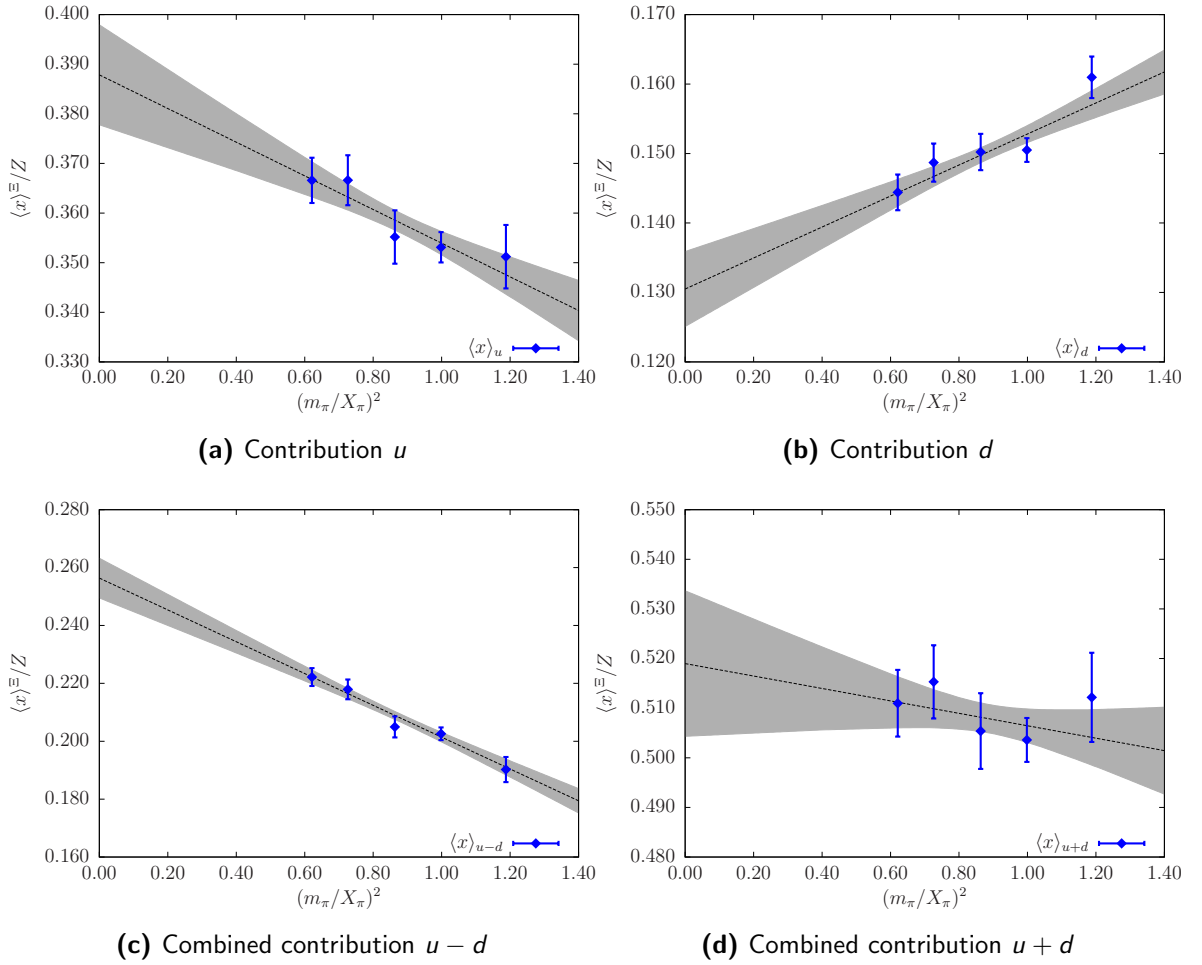 0.400
0.390
0.380
0.370
0.360
0.350
0.340
0.330
⟨x⟩^Ξ/Z
0.00 0.20 0.40 0.60 0.80 1.00 1.20 1.40
(m_π/X_π)^2
⟨x⟩_u
(a) Contribution u
0.170
0.160
0.150
0.140
0.130
0.120
⟨x⟩^Ξ/Z
0.00 0.20 0.40 0.60 0.80 1.00 1.20 1.40
(m_π/X_π)^2
⟨x⟩_d
(b) Contribution d
0.280
0.260
0.240
0.220
0.200
0.180
0.160
⟨x⟩^Ξ/Z
0.00 0.20 0.40 0.60 0.80 1.00 1.20 1.40
(m_π/X_π)^2
⟨x⟩_{u−d}
(c) Combined contribution u − d
0.550
0.540
0.530
0.520
0.510
0.500
0.490
0.480
⟨x⟩^Ξ/Z
0.00 0.20 0.40 0.60 0.80 1.00 1.20 1.40
(m_π/X_π)^2
⟨x⟩_{u+d}
(d) Combined contribution u + d